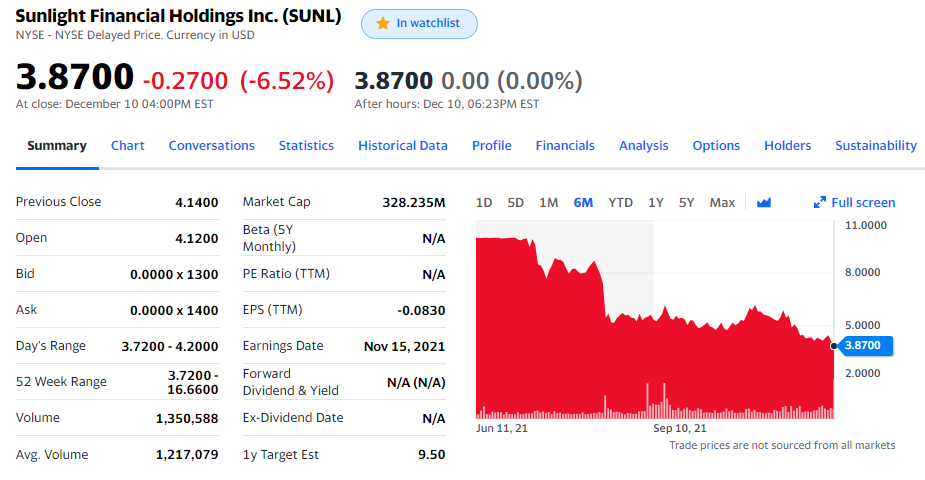 Sunlight Financial Holdings Inc. (SUNL)
In watchlist
NYSE - NYSE Delayed Price. Currency in USD
3.8700 -0.2700 (-6.52%) 3.8700 0.00 (0.00%)
At close: December 10 04:00PM EST
After hours: Dec 10, 06:23PM EST
Summary Chart Conversations Statistics Historical Data Profile Financials Analysis Options Holders Sustainability
Previous Close 4.1400
Open 4.1200
Bid 0.0000 x 1300
Ask 0.0000 x 1400
Day's Range 3.7200 - 4.2000
52 Week Range 3.7200 -
16.6600
Volume 1,350,588
Avg. Volume 1,217,079
Market Cap 328.235M
Beta (5Y
Monthly) N/A
PE Ratio (TTM) N/A
EPS (TTM) -0.0830
Earnings Date Nov 15, 2021
Forward
Dividend & Yield N/A (N/A)
Ex-Dividend Date N/A
1y Target Est 9.50
1D 5D 1M 6M YTD 1Y 5Y Max Full screen
11.0000
8.0000
5.0000
3.8700
2.0000
Jun 11, 21 Sep 10, 21
Trade prices are not sourced from all markets